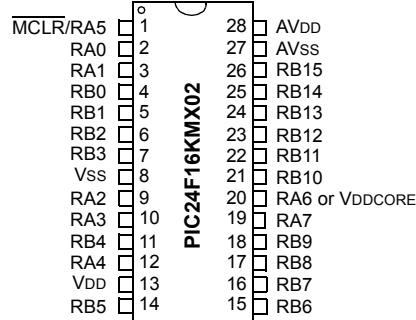 MCLR/RA5 1 28 AVDD
RA0 2 27 AVSS
RA1 3 26 RB15
RB0 4 25 RB14
RB1 5 24 RB13
RB2 6 23 RB12
RB3 7 22 RB11
VSS 8 21 RB10
RA2 9 20 RA6 or VDDCORE
RA3 10 19 RA7
RB4 11 18 RB9
RA4 12 17 RB8
VDD 13 16 RB7
RB5 14 15 RB6
PIC24F16KMX02